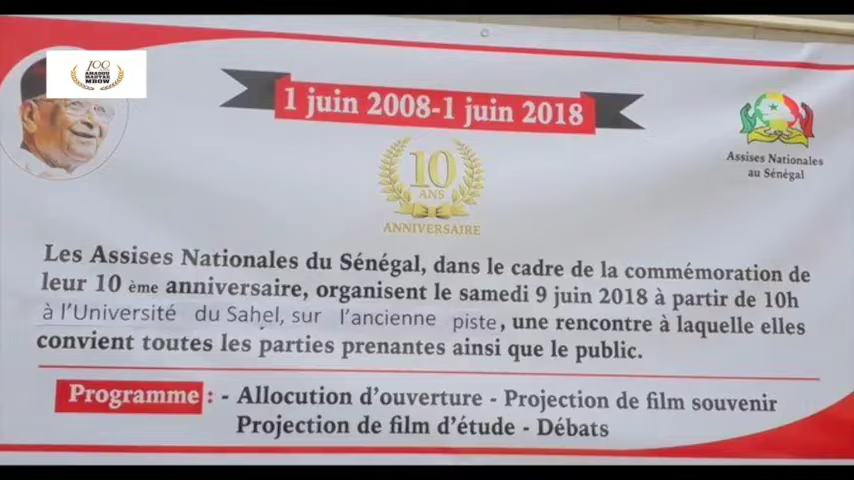 100
AMADOU
MAHTAR
MBOW
1 juin 2008-1 juin 2018
10
ANS
ANNIVERSAIRE
Assises Nationales
au Sénégal
Les Assises Nationales du Sénégal, dans le cadre de la commémoration de
leur 10 ème anniversaire, organisent le samedi 9 juin 2018 à partir de 10h
à l'Université du Sahel, sur l'ancienne piste, une rencontre à laquelle elles
convient toutes les parties prenantes ainsi que le public.
Programme : - Allocution d'ouverture - Projection de film souvenir
Projection de film d'étude - Débats